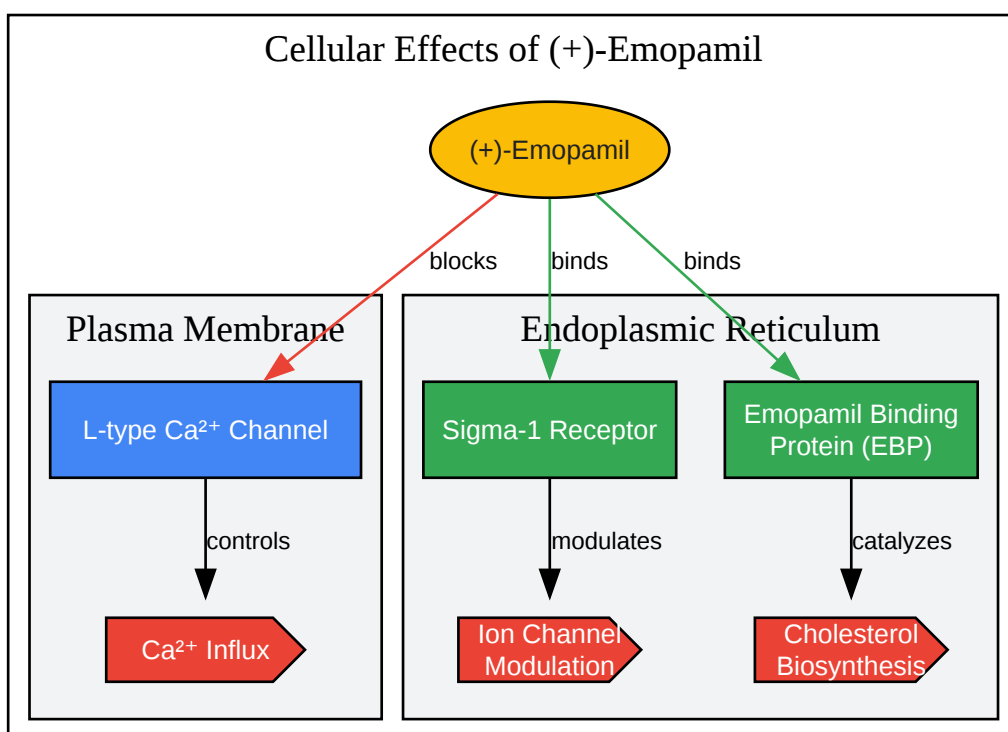 Cellular Effects of (+)-Emopamil
(+)-Emopamil
blocks
binds
binds
Plasma Membrane
Endoplasmic Reticulum
L-type Ca²⁺ Channel
Sigma-1 Receptor
Emopamil Binding
Protein (EBP)
controls
modulates
catalyzes
Ca²⁺ Influx
Ion Channel
Modulation
Cholesterol
Biosynthesis